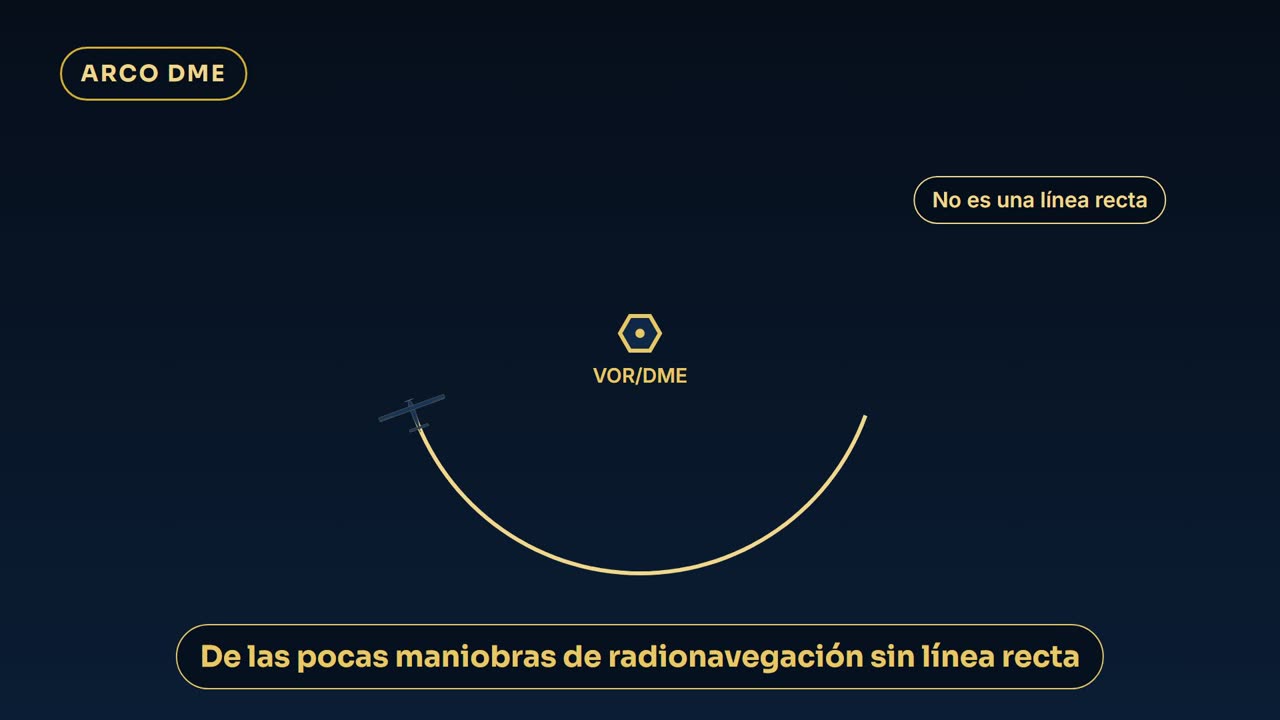 ARCO DME
No es una línea recta
VOR/DME
De las pocas maniobras de radionavegación sin línea recta